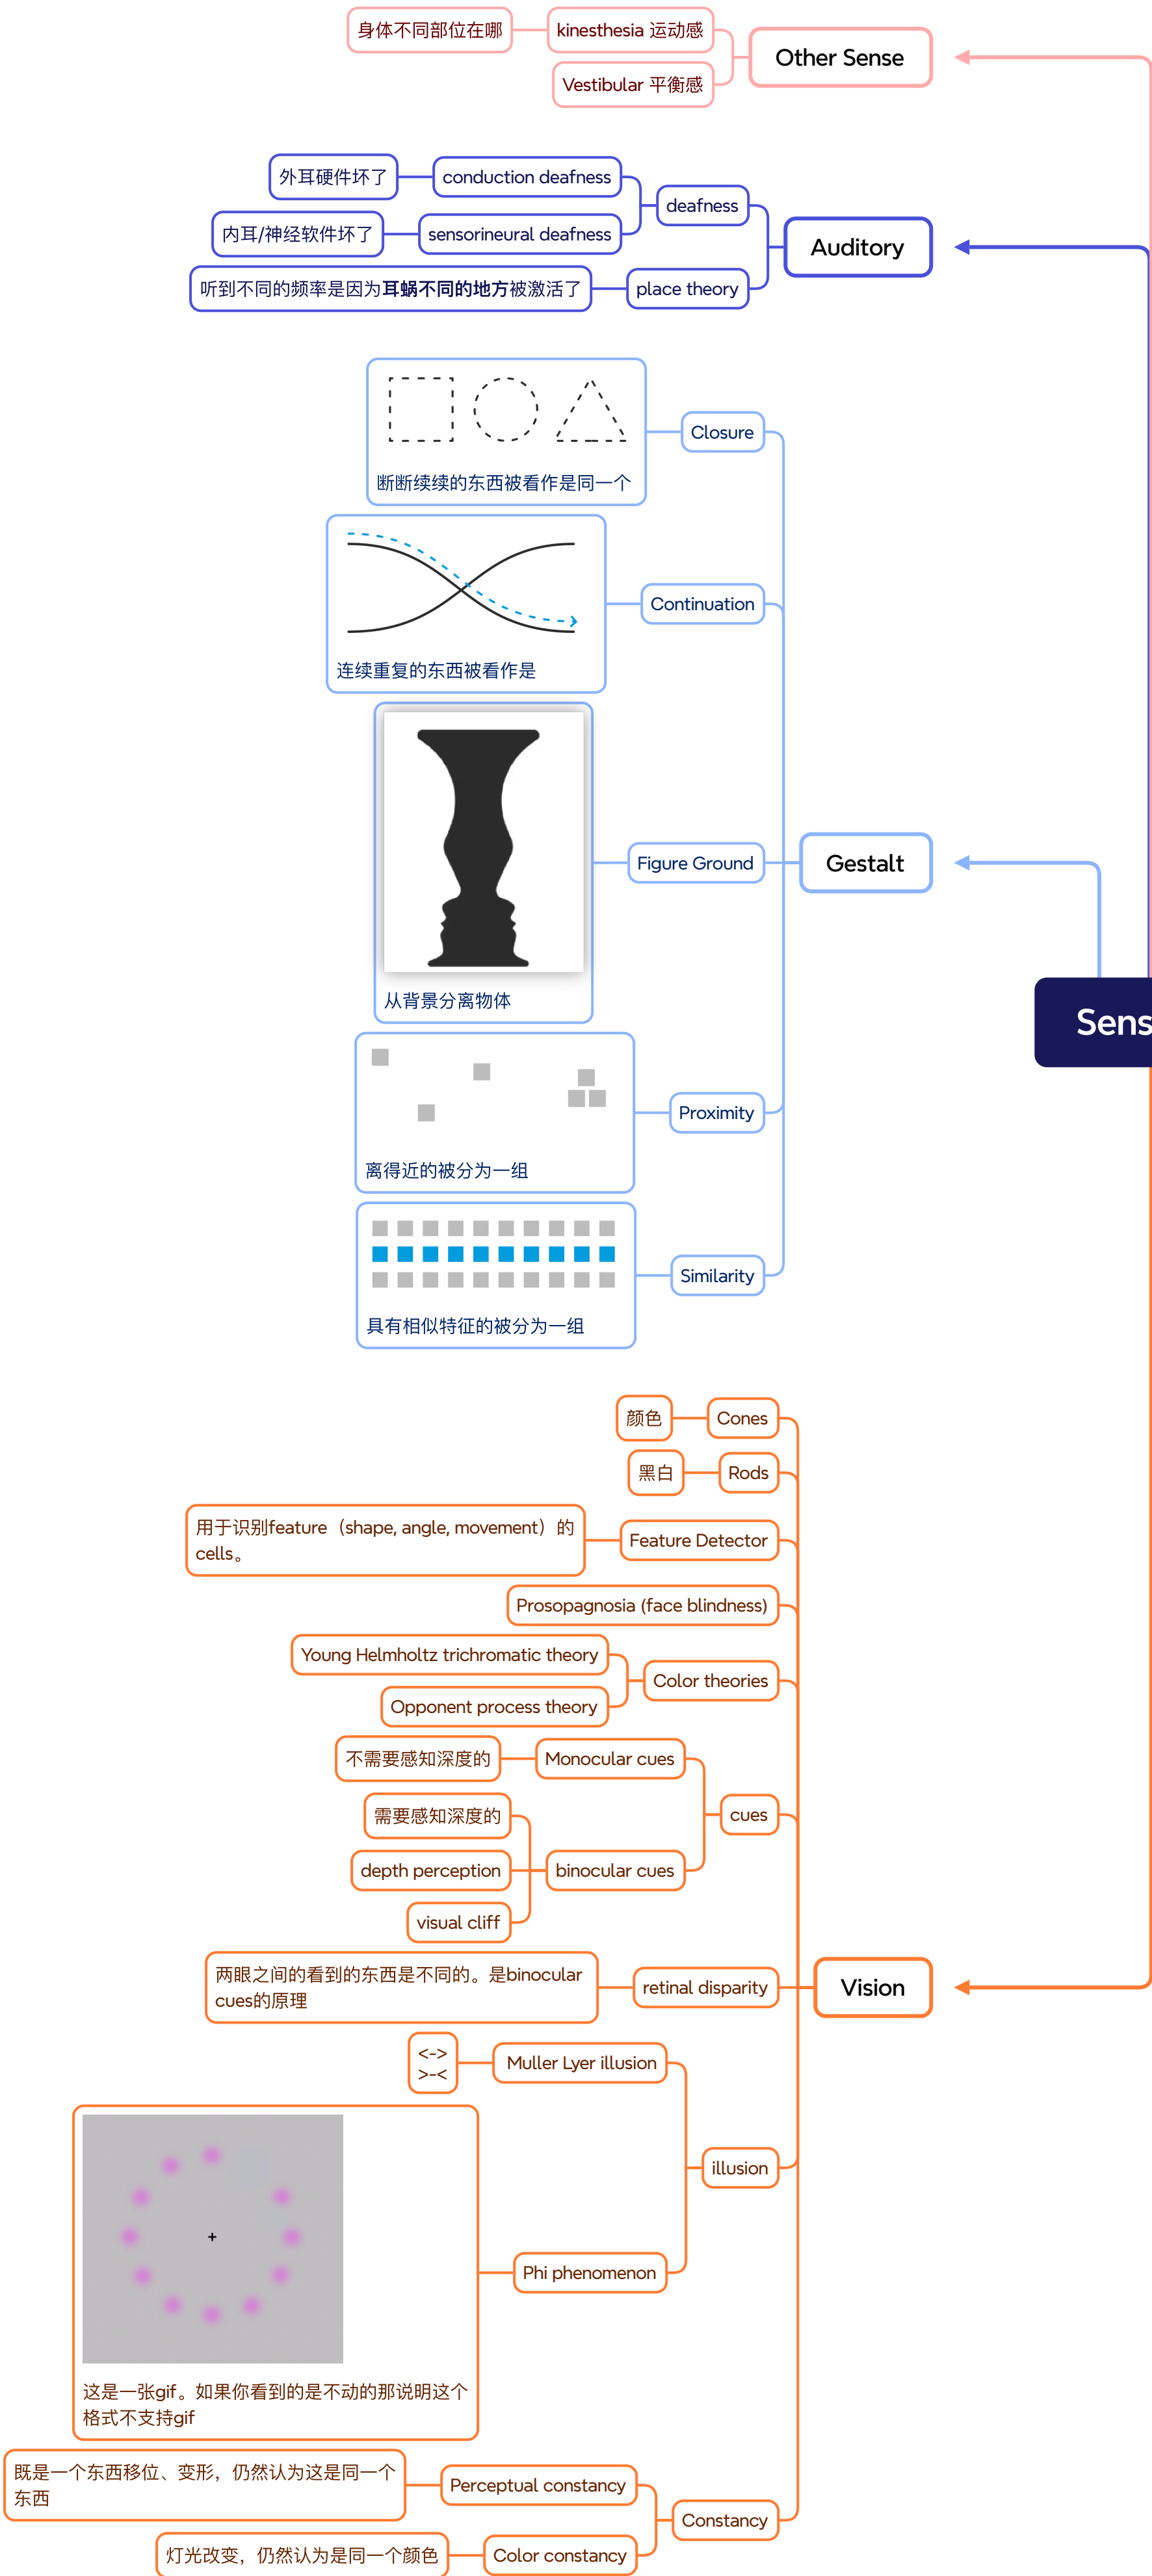 身体不同部位在哪
kinesthesia 运动感
Other Sense
Vestibular 平衡感
外耳硬件坏了
conduction deafness
deafness
内耳/神经软件坏了
sensorineural deafness
Auditory
听到不同的频率是因为耳蜗不同的地方被激活了
place theory
Closure
断断续续的东西被看作是同一个
Continuation
连续重复的东西被看作是
Figure Ground
Gestalt
从背景分离物体
Sens
Proximity
离得近的被分为一组
Similarity
具有相似特征的被分为一组
颜色
Cones
黑白
Rods
用于识别feature（shape, angle, movement）的
cells。
Feature Detector
Prosopagnosia (face blindness)
Young Helmholtz trichromatic theory
Color theories
Opponent process theory
不需要感知深度的
Monocular cues
cues
需要感知深度的
depth perception
binocular cues
visual cliff
两眼之间的看到的东西是不同的。是binocular
cues的原理
retinal disparity
Vision
<->
>-<
Muller Lyer illusion
illusion
+
Phi phenomenon
这是一张gif。如果你看到的是不动的那说明这个
格式不支持gif
既是一个东西移位、变形，仍然认为这是同一个
东西
Perceptual constancy
Constancy
灯光改变，仍然认为是同一个颜色
Color constancy